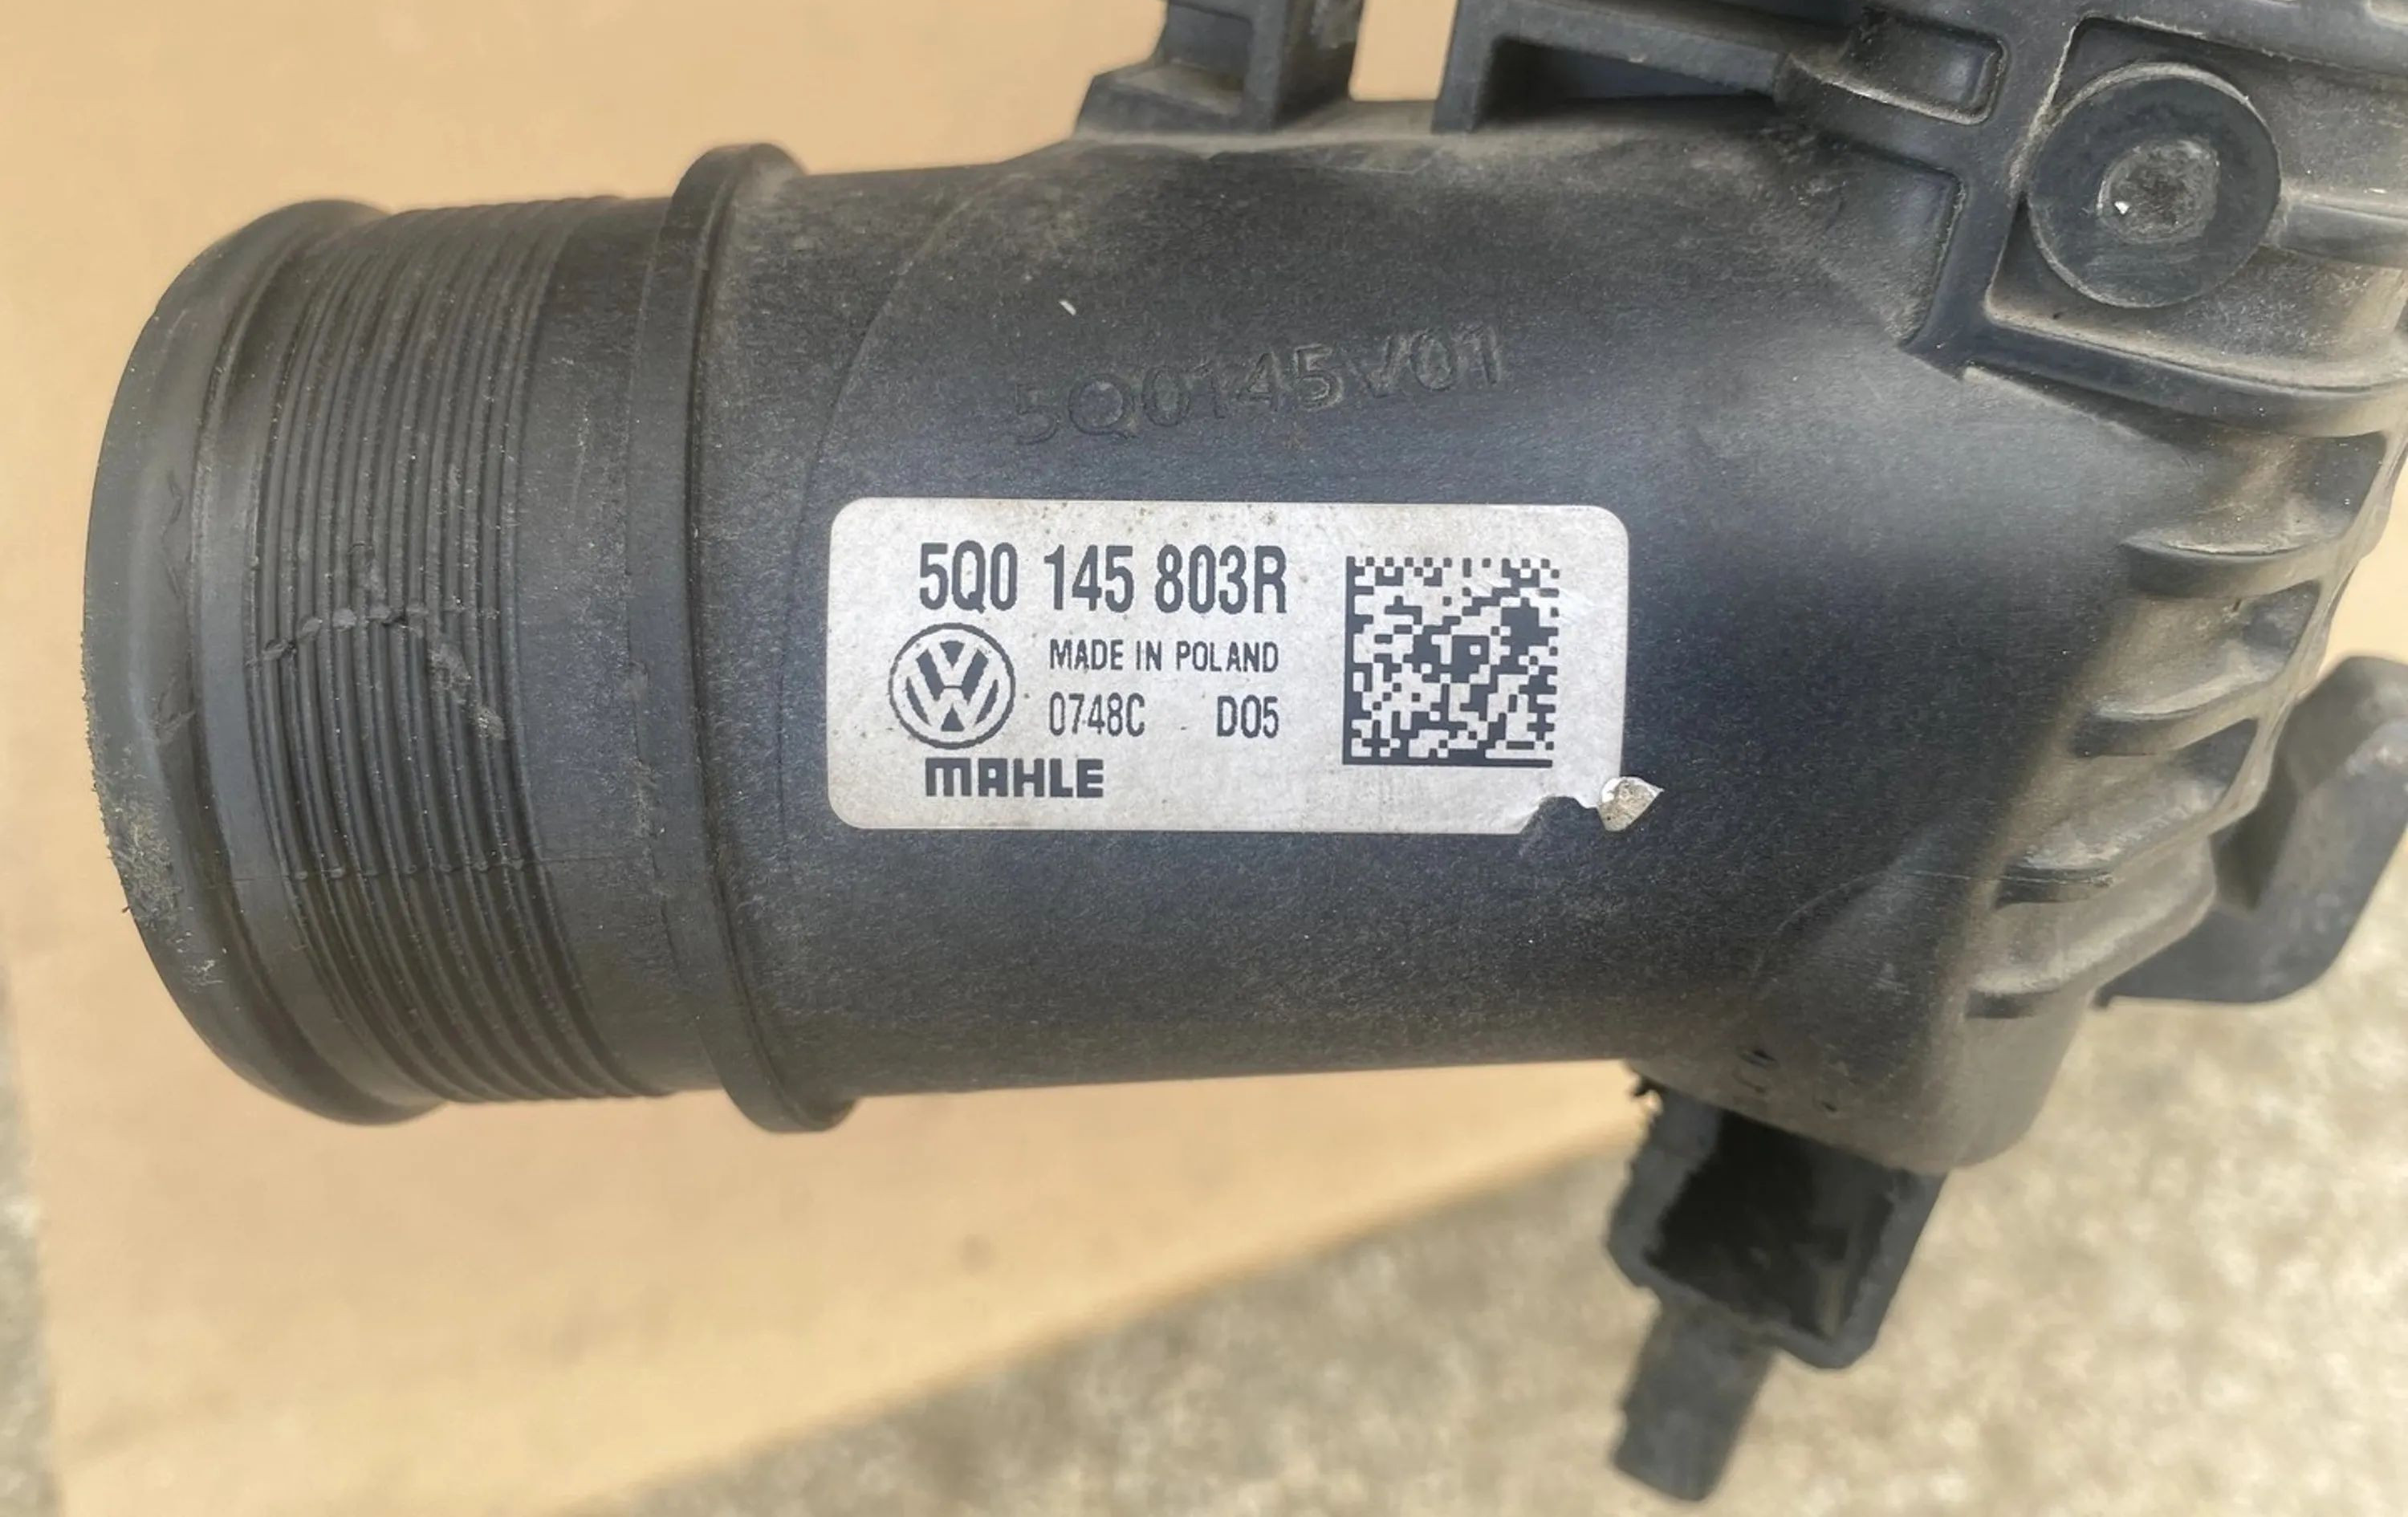 5Q0145V01
5Q0 145 803R
MADE IN POLAND
0748C D05
MAHLE